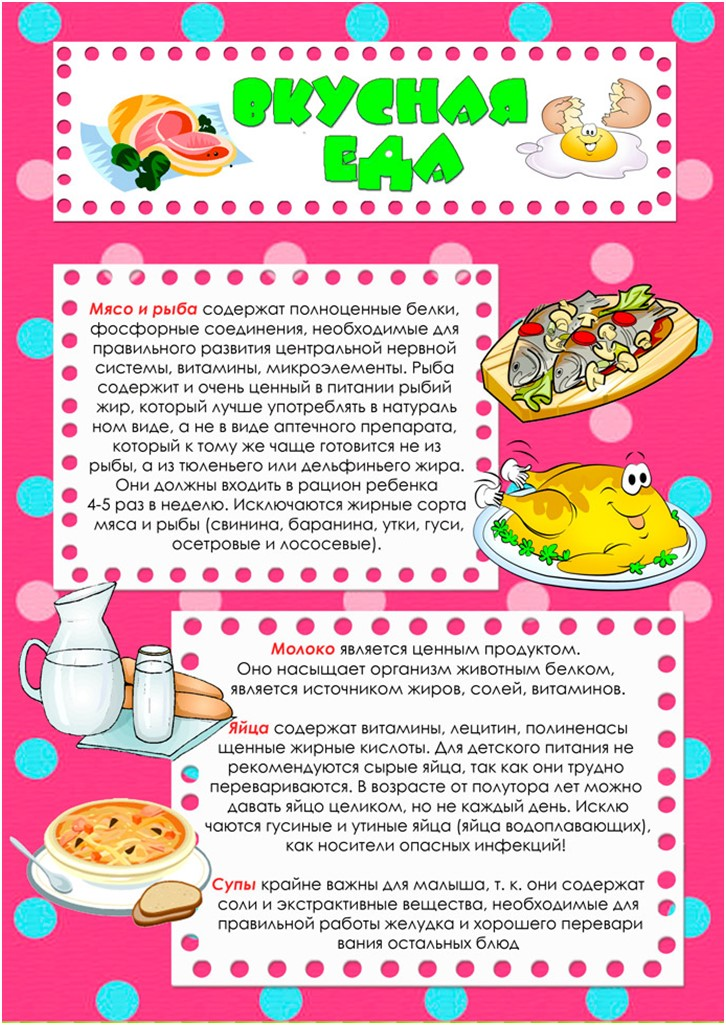 ВКУСНАЯ
ЕДА
Мясо и рыба содержат полноценные белки,
фосфорные соединения, необходимые для
правильного развития центральной нервной
системы, витамины, микроэлементы. Рыба
содержит и очень ценный в питании рыбий
жир, который лучше употреблять в натураль
ном виде, а не в виде аптечного препарата,
который к тому же чаще готовится не из
рыбы, а из тюленьего или дельфиньего жира.
Они должны входить в рацион ребенка
4-5 раз в неделю. Исключаются жирные сорта
мяса и рыбы (свинина, баранина, утки, гуси,
осетровые и лососевые).
Молоко является ценным продуктом.
Оно насыщает организм животным белком,
является источником жиров, солей, витаминов.
Яйца содержат витамины, лецитин, полиненасы
щенные жирные кислоты. Для детского питания не
рекомендуются сырые яйца, так как они трудно
перевариваются. В возрасте от полутора лет можно
давать яйцо целиком, но не каждый день. Исклю
чаются гусиные и утиные яйца (яйца водоплавающих),
как носители опасных инфекций!
Супы крайне важны для малыша, т. к. они содержат
соли и экстрактивные вещества, необходимые для
правильной работы желудка и хорошего перевари
вания остальных блюд